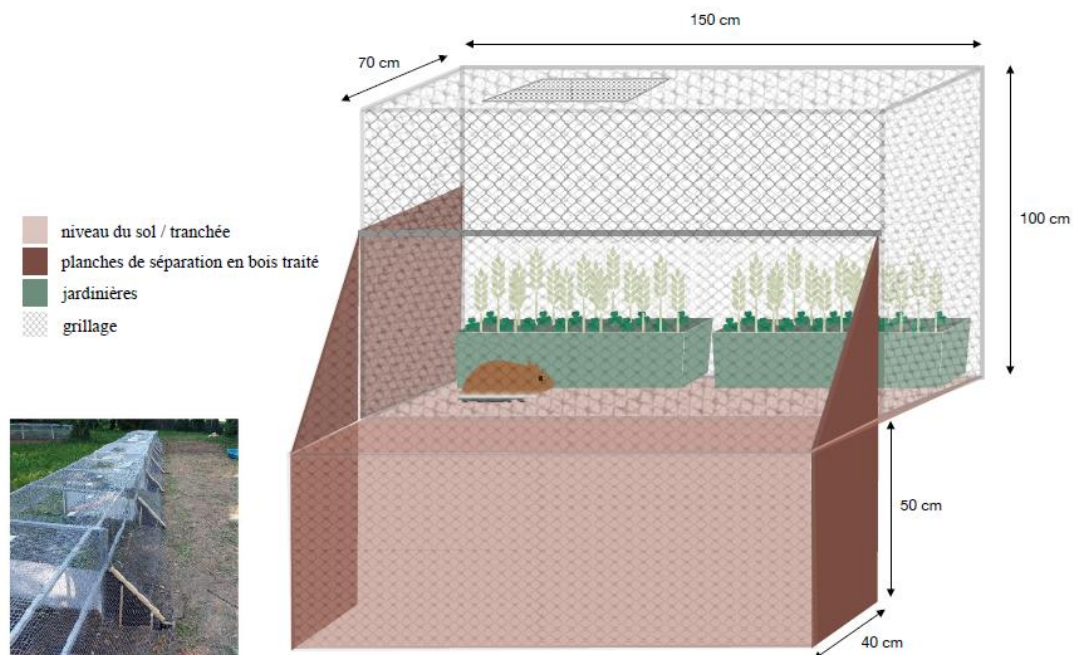 150 cm
70 cm
100 cm
niveau du sol / tranchée
planches de séparation en bois traité
jardinières
grillage
50 cm
40 cm